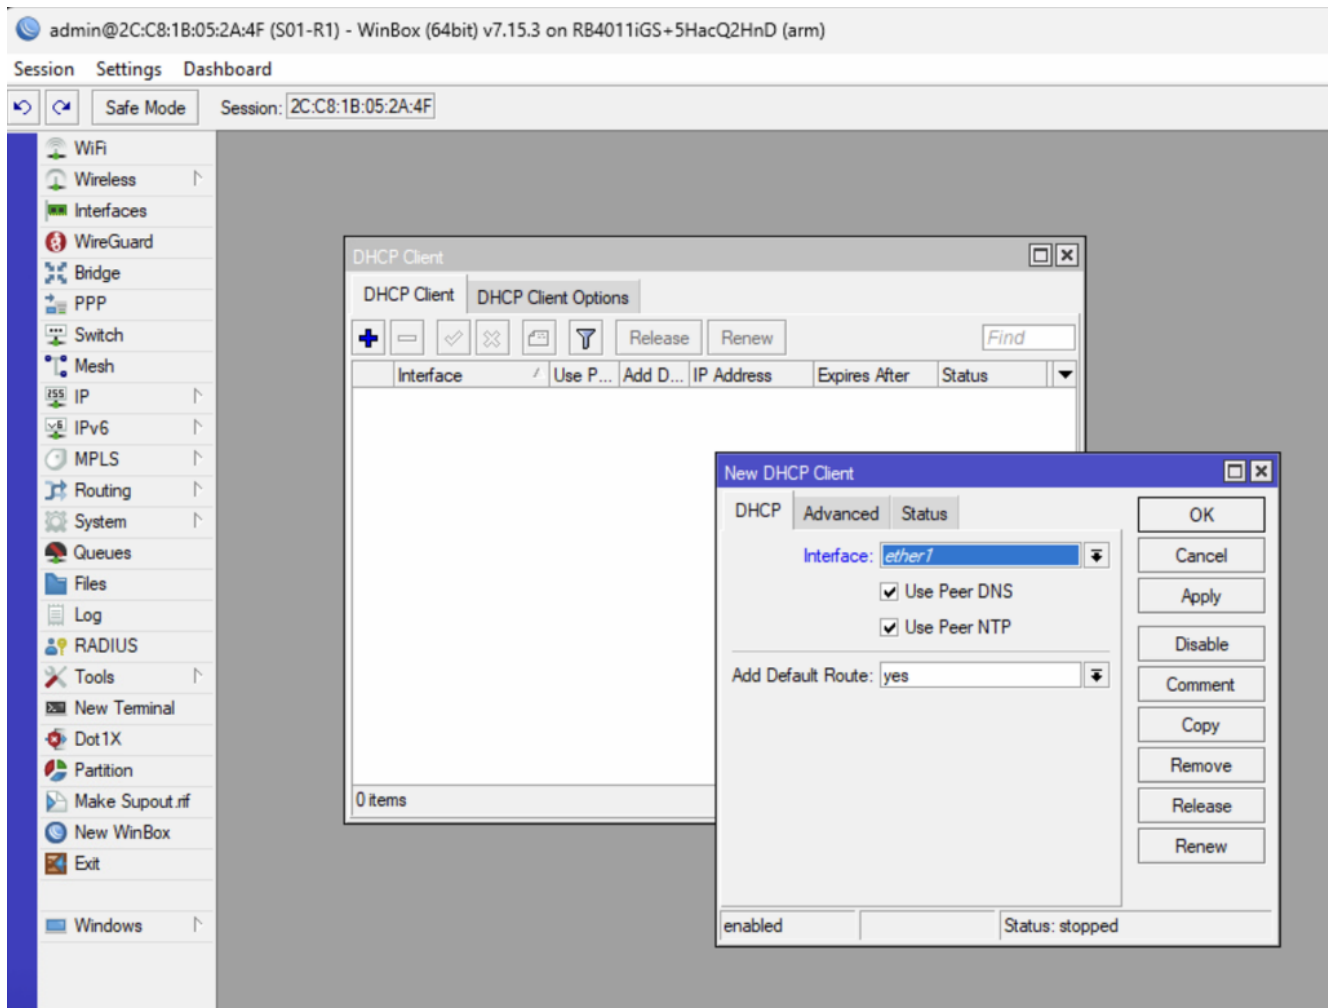 admin@2C:C8:1B:05:2A:4F (S01-R1) - WinBox (64bit) v7.15.3 on RB4011iGS+5HacQ2HnD (arm)
Session Settings Dashboard
Safe Mode Session: 2C:C8:1B:05:2A:4F
WiFi
Wireless
Interfaces
WireGuard
Bridge
PPP
Switch
Mesh
IP
IPv6
MPLS
Routing
System
Queues
Files
Log
RADIUS
Tools
New Terminal
Dot1X
Partition
Make Supout.rif
New WinBox
Exit
Windows
DHCP Client
DHCP Client DHCP Client Options
Release Renew Find
Interface Use P... Add D... IP Address Expires After Status
0 items
New DHCP Client
DHCP Advanced Status
Interface: ether1
Use Peer DNS
Use Peer NTP
Add Default Route: yes
OK
Cancel
Apply
Disable
Comment
Copy
Remove
Release
Renew
enabled Status: stopped